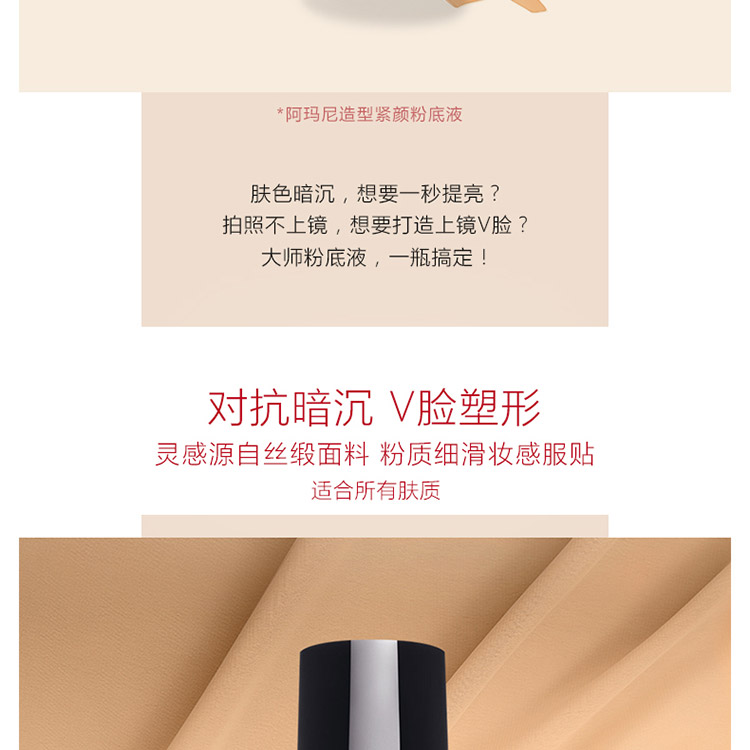 *阿玛尼造型紧颜粉底液
肤色暗沉，想要一秒提亮？
拍照不上镜，想要打造上镜V脸？
大师粉底液，一瓶搞定！
对抗暗沉 V脸塑形
灵感源自丝缎面料 粉质细滑妆感服贴
适合所有肤质